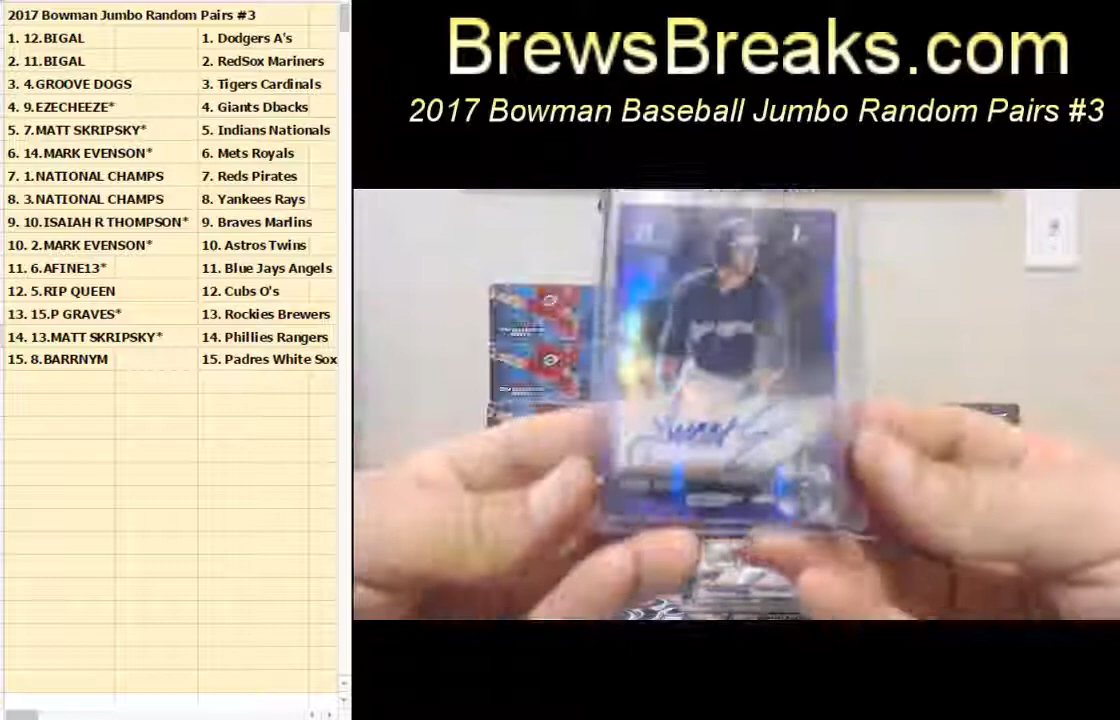 2017 Bowman Jumbo Random Pairs #3
1. 12.BIGAL 1. Dodgers A's
2. 11.BIGAL 2. RedSox Mariners
3. 4.GROOVE DOGS 3. Tigers Cardinals
4. 9.EZECHEEZE* 4. Giants Dbacks
5. 7.MATT SKRIPSKY* 5. Indians Nationals
6. 14.MARK EVENSON* 6. Mets Royals
7. 1.NATIONAL CHAMPS 7. Reds Pirates
8. 3.NATIONAL CHAMPS 8. Yankees Rays
9. 10.ISAIAH R THOMPSON* 9. Braves Marlins
10. 2.MARK EVENSON* 10. Astros Twins
11. 6.AFINE13* 11. Blue Jays Angels
12. 5.RIP QUEEN 12. Cubs O's
13. 15.P GRAVES* 13. Rockies Brewers
14. 13.MATT SKRIPSKY* 14. Phillies Rangers
15. 8.BARRNYM 15. Padres White Sox
BrewsBreaks.com
2017 Bowman Baseball Jumbo Random Pairs #3